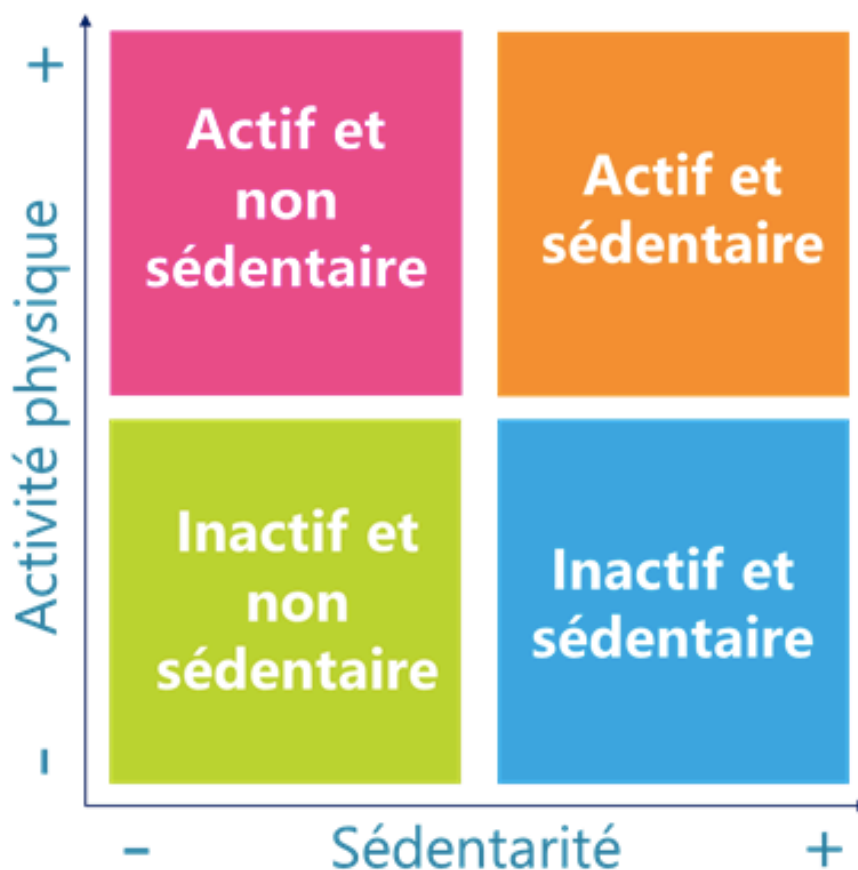 +
Activité physique
-
Actif et
non
sédentaire
Actif et
sédentaire
Inactif et
non
sédentaire
Inactif et
sédentaire
-
Sédentarité
+